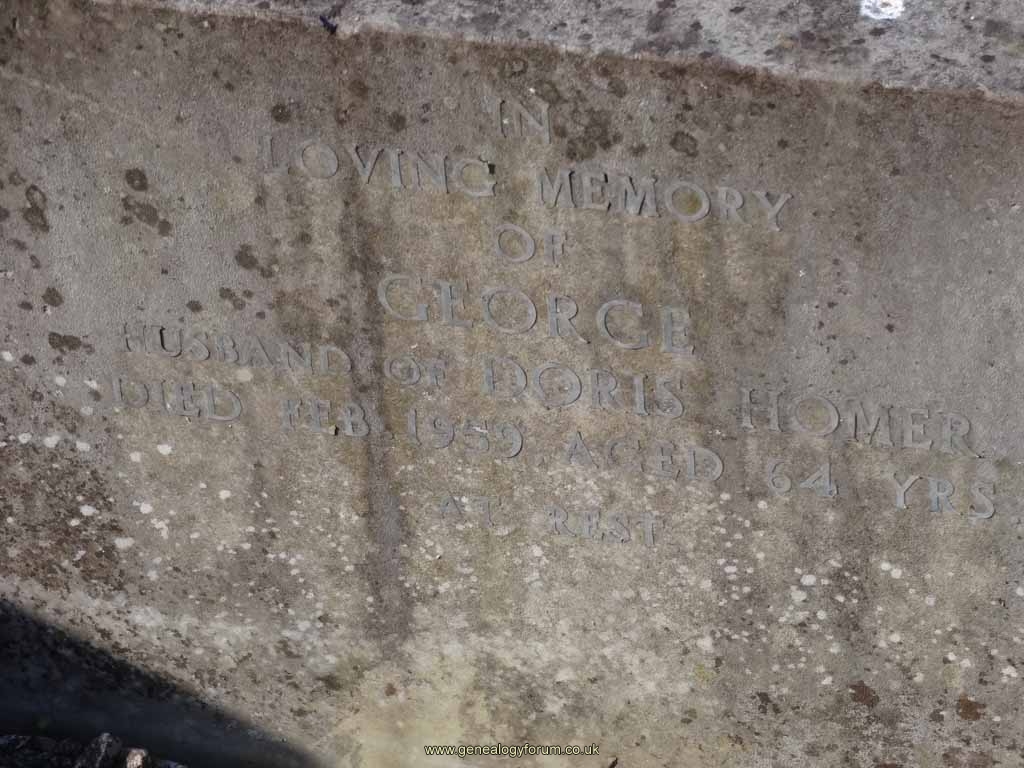 IN
LOVING MEMORY
OF
GEORGE
HUSBAND OF DORIS HOMER
DIED FEB 1959 AGED 64 YRS
AT REST
www.genealogyforum.co.uk